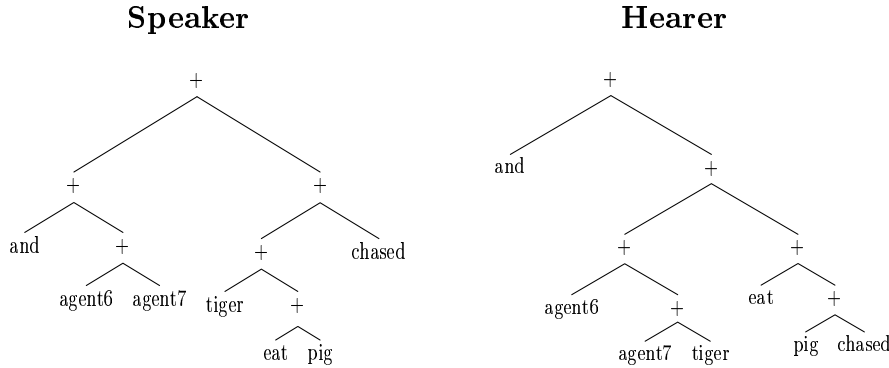 Speaker Hearer
+ +
and +
+ +
+ +
and + + chased
agent6 agent7 tiger +
eat pig
agent6 + eat +
agent7 tiger pig chased